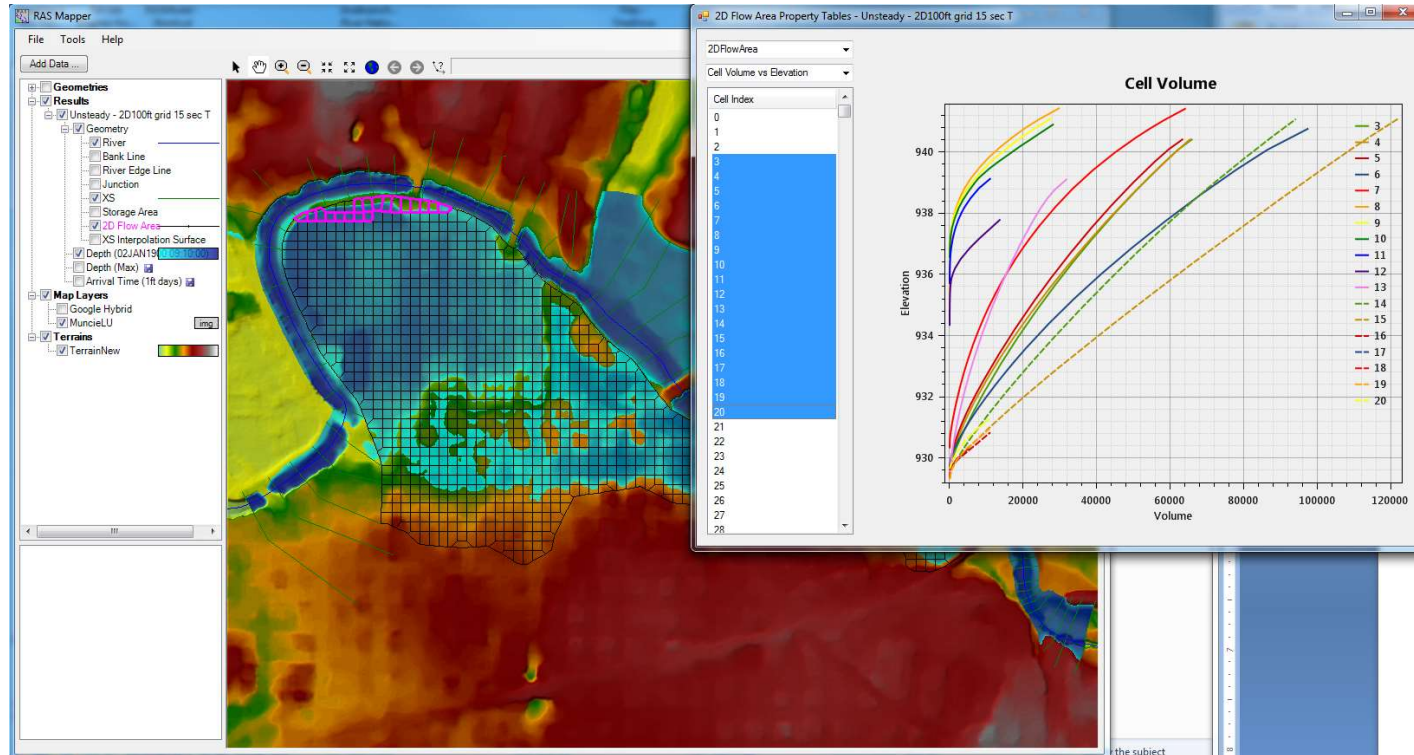 RAS Mapper
File Tools Help
Add Data ...
Geometries
Results
Unsteady - 2D100ft grid 15 sec T
Geometry
River
Bank Line
River Edge Line
Junction
XS
Storage Area
2D Flow Area
XS Interpolation Surface
Depth (02JAN1900 09:10:00)
Depth (Max)
Arrival Time (1ft days)
Map Layers
Google Hybrid
MuncieLU img
Terrains
TerrainNew
2D Flow Area Property Tables - Unsteady - 2D100ft grid 15 sec T
2DFlowArea
Cell Volume vs Elevation
Cell Index
0
1
2
3
4
5
6
7
8
9
10
11
12
13
14
15
16
17
18
19
20
21
22
23
24
25
26
27
28
Cell Volume
Elevation
940
938
936
934
932
930
0 20000 40000 60000 80000 100000 120000
Volume
3
4
5
6
7
8
9
10
11
12
13
14
15
16
17
18
19
20
7
8
the subject